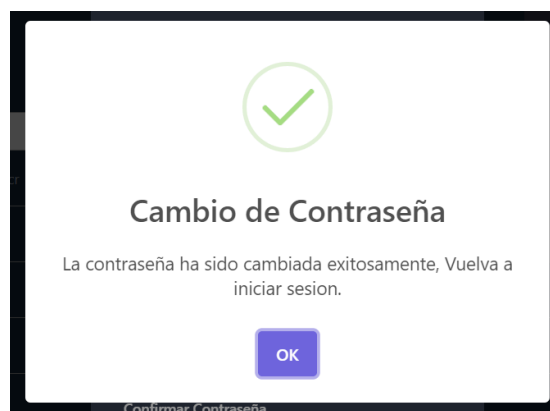 Cambio de Contraseña
La contraseña ha sido cambiada exitosamente, Vuelva a
iniciar sesion.
OK
Confirmar Contraseña